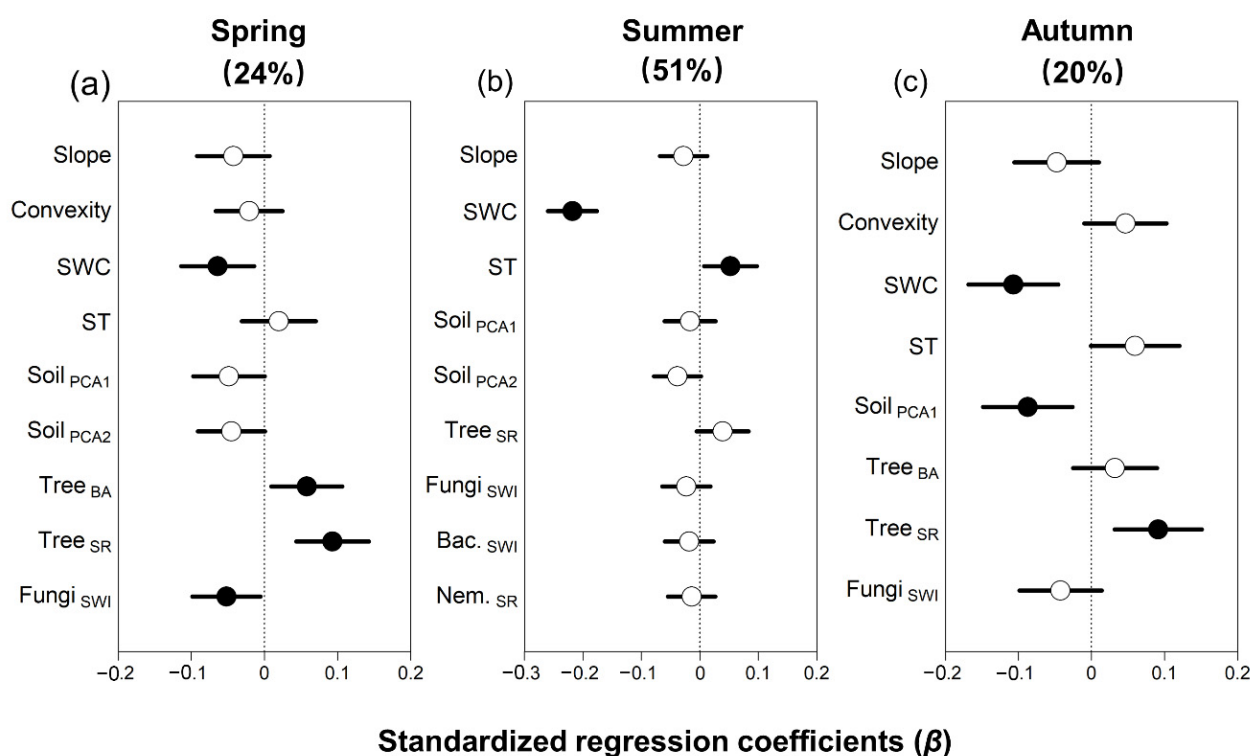 Spring
(24%)
(a)
Slope
Convexity
SWC
ST
Soil PCA1
Soil PCA2
Tree BA
Tree SR
Fungi SWI
−0.2 −0.1 0 0.1 0.2
Summer
(51%)
(b)
Slope
SWC
ST
Soil PCA1
Soil PCA2
Tree SR
Fungi SWI
Bac. SWI
Nem. SR
−0.3 −0.2 −0.1 0 0.1 0.2
Autumn
(20%)
(c)
Slope
Convexity
SWC
ST
Soil PCA1
Tree BA
Tree SR
Fungi SWI
−0.2 −0.1 0 0.1 0.2
Standardized regression coefficients (β)